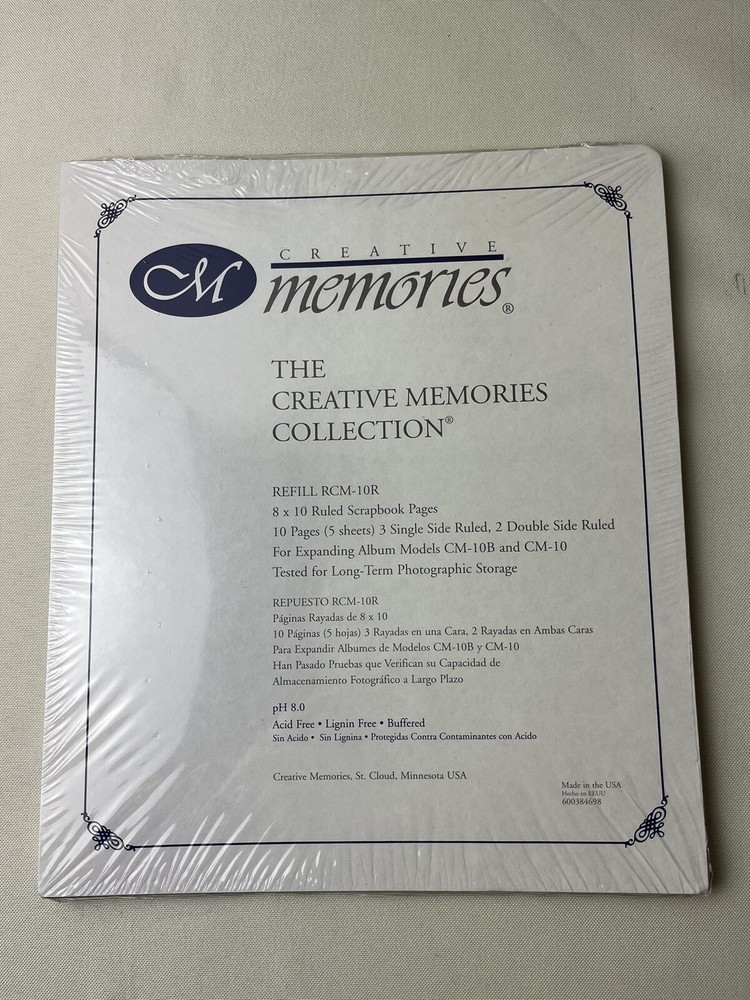 CM
CREATIVE
memories®
THE
CREATIVE MEMORIES
COLLECTION®
REFILL RCM-10R
8 x 10 Ruled Scrapbook Pages
10 Pages (5 sheets) 3 Single Side Ruled, 2 Double Side Ruled
For Expanding Album Models CM-10B and CM-10
Tested for Long-Term Photographic Storage
REPUESTO RCM-10R
Páginas Rayadas de 8 x 10
10 Páginas (5 hojas) 3 Rayadas en una Cara, 2 Rayadas en Ambas Caras
Para Expandir Albumes de Modelos CM-10B y CM-10
Han Pasado Pruebas que Verifican su Capacidad de
Almacenamiento Fotográfico a Largo Plazo
pH 8.0
Acid Free • Lignin Free • Buffered
Sin Acido • Sin Lignina • Protegidas Contra Contaminantes con Acido
Creative Memories, St. Cloud, Minnesota USA
Made in the USA
Hecho en EEUU
600384698